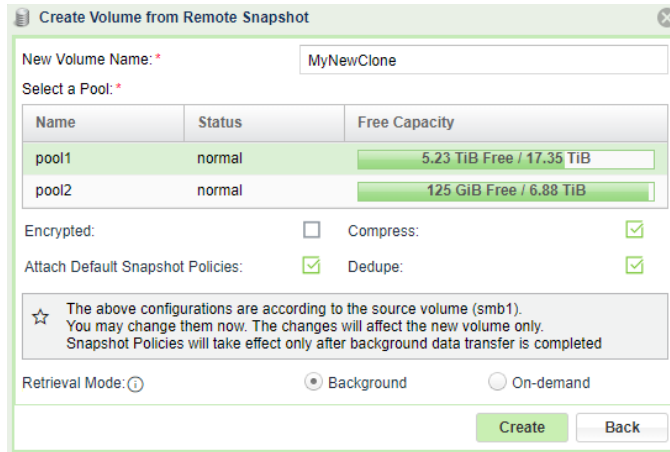 Create Volume from Remote Snapshot
New Volume Name: * MyNewClone
Select a Pool: *
Name Status Free Capacity
pool1 normal 5.23 TiB Free / 17.35 TiB
pool2 normal 125 GiB Free / 6.88 TiB
Encrypted: Compress:
Attach Default Snapshot Policies: Dedupe:
The above configurations are according to the source volume (smb1).
You may change them now. The changes will affect the new volume only.
Snapshot Policies will take effect only after background data transfer is completed
Retrieval Mode: Background On-demand
Create Back